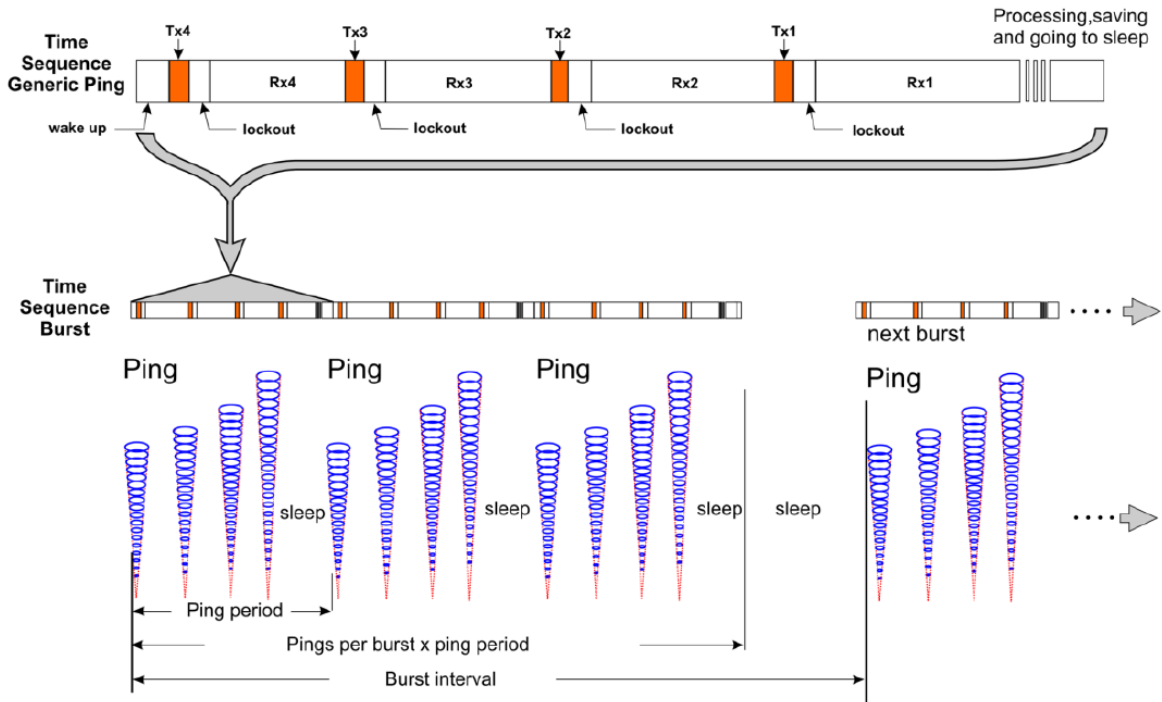 Processing,saving
and going to sleep
Time
Sequence
Generic Ping
Tx4
Tx3
Tx2
Tx1
Rx4
Rx3
Rx2
Rx1
wake up
lockout
lockout
lockout
lockout
Time
Sequence
Burst
next burst
Ping
Ping
Ping
Ping
sleep
sleep
sleep
sleep
Ping period
Pings per burst x ping period
Burst interval